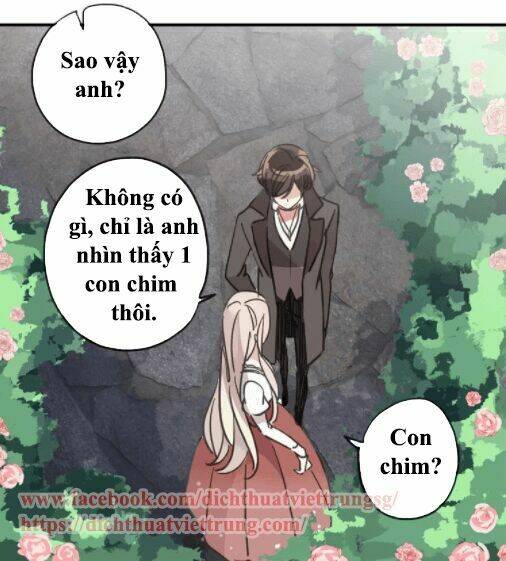 Sao vậy
anh?
Không có
gì, chỉ là anh
nhìn thấy 1
con chim
thôi.
Con
chim?
www.facebook.com/dichthuatviettrungsg/
https://dichthuatviettrung.com/